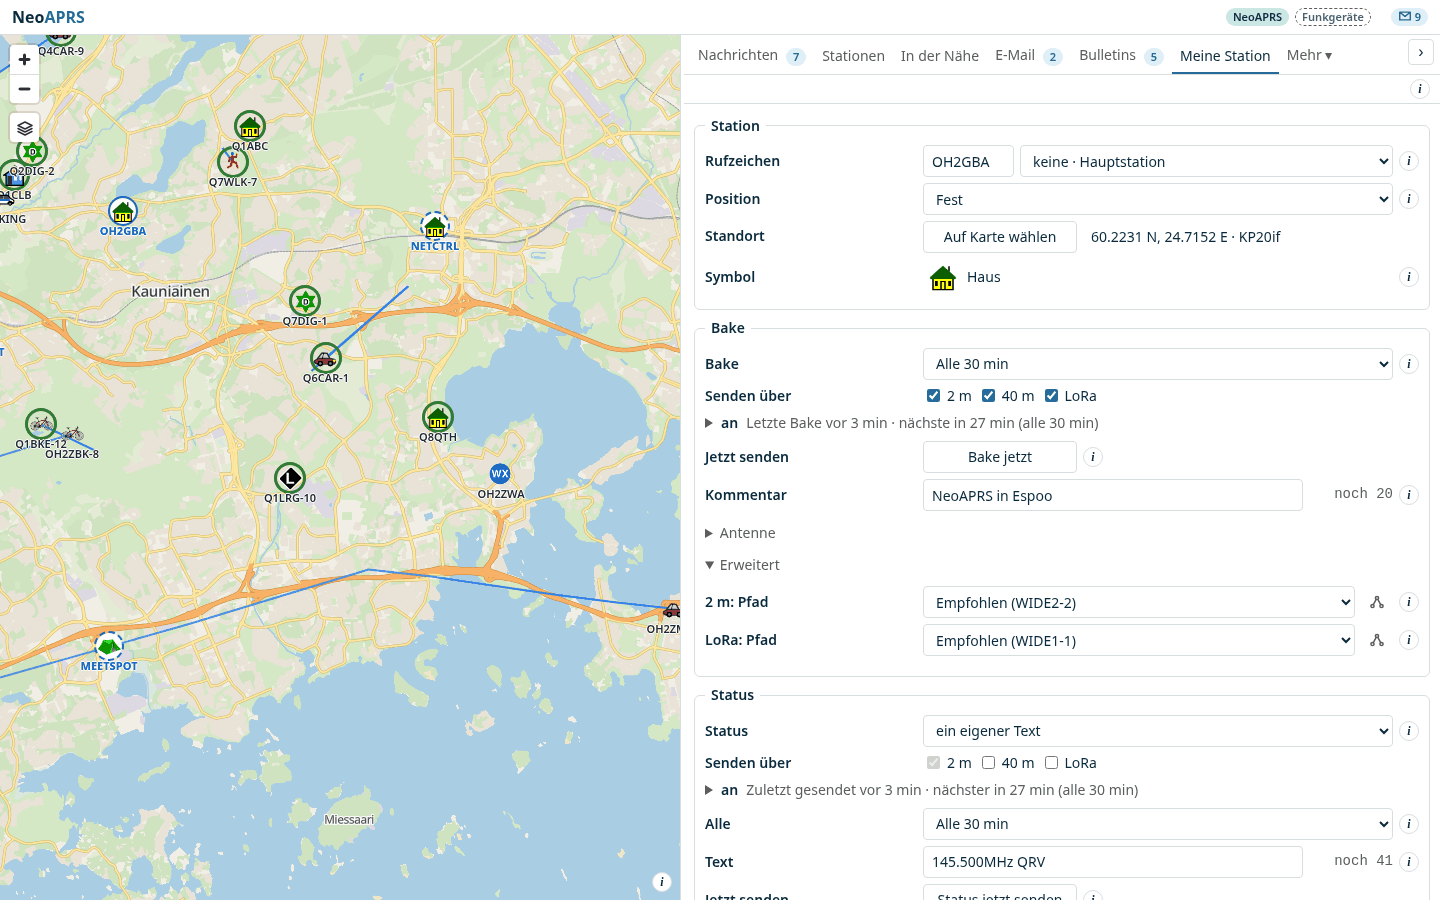 NeoAPRS
NeoAPRS
Funkgeräte
9
Q4CAR-9
Q1ABC
Q7WLK-7
Q2DIG-2
OH2GBA
NETCTRL
Kauniainen
Q7DIG-1
Q6CAR-1
Q8QTH
Q1BKE-12
OH2ZBK-8
Q1LRG-10
WX
OH2ZWA
MEETSPOT
Miessaari
Nachrichten 7
Stationen
In der Nähe
E-Mail 2
Bulletins 5
Meine Station
Mehr ▾
Station
Rufzeichen OH2GBA keine · Hauptstation
Position Fest
Standort Auf Karte wählen 60.2231 N, 24.7152 E · KP20if
Symbol Haus
Bake
Bake Alle 30 min
Senden über 2 m 40 m LoRa
an Letzte Bake vor 3 min · nächste in 27 min (alle 30 min)
Jetzt senden Bake jetzt
Kommentar NeoAPRS in Espoo noch 20
Antenne
Erweitert
2 m: Pfad Empfohlen (WIDE2-2)
LoRa: Pfad Empfohlen (WIDE1-1)
Status
Status ein eigener Text
Senden über 2 m 40 m LoRa
an Zuletzt gesendet vor 3 min · nächster in 27 min (alle 30 min)
Alle Alle 30 min
Text 145.500MHz QRV noch 41
Jetzt senden Status jetzt senden